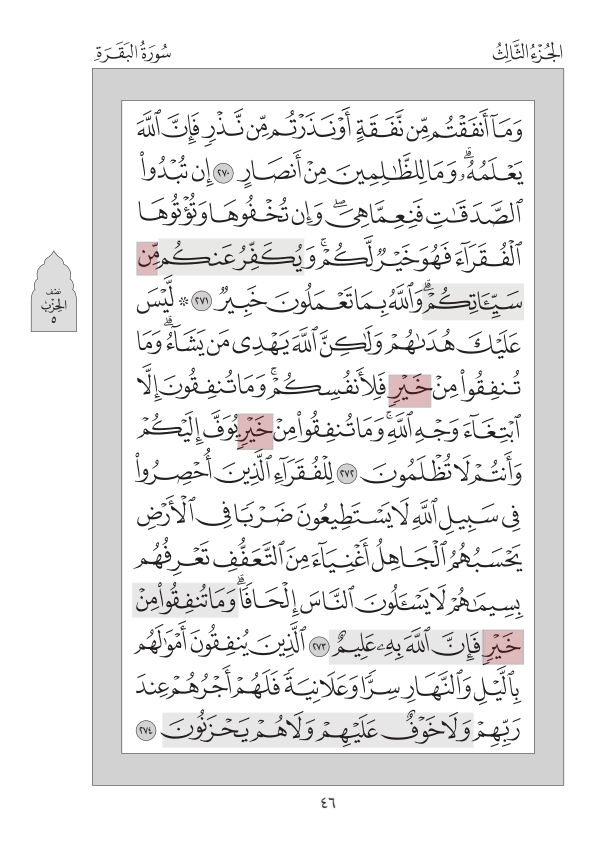 الجُزْءُ الثَّالِثُ
سُورَةُ البَقَرَةِ
وَمَآ أَنفَقْتُم مِّن نَّفَقَةٍ أَوْ نَذَرْتُم مِّن نَّذْرٍ فَإِنَّ ٱللَّهَ
يَعْلَمُهُۥۗ وَمَا لِلظَّٰلِمِينَ مِنْ أَنصَارٍ ٢٧٠ إِن تُبْدُوا۟
ٱلصَّدَقَٰتِ فَنِعِمَّا هِىَۖ وَإِن تُخْفُوهَا وَتُؤْتُوهَا
ٱلْفُقَرَآءَ فَهُوَ خَيْرٌ لَّكُمْۚ وَيُكَفِّرُ عَنكُم مِّن
سَيِّـَٔاتِكُمْۗ وَٱللَّهُ بِمَا تَعْمَلُونَ خَبِيرٌ ٢٧١ ۞ لَّيْسَ
عَلَيْكَ هُدَىٰهُمْ وَلَٰكِنَّ ٱللَّهَ يَهْدِى مَن يَشَآءُۗ وَمَا
تُنفِقُوا۟ مِنْ خَيْرٍ فَلِأَنفُسِكُمْۚ وَمَا تُنفِقُونَ إِلَّا
ٱبْتِغَآءَ وَجْهِ ٱللَّهِۚ وَمَا تُنفِقُوا۟ مِنْ خَيْرٍ يُوَفَّ إِلَيْكُمْ
وَأَنتُمْ لَا تُظْلَمُونَ ٢٧٢ لِلْفُقَرَآءِ ٱلَّذِينَ أُحْصِرُوا۟
فِى سَبِيلِ ٱللَّهِ لَا يَسْتَطِيعُونَ ضَرْبًا فِى ٱلْأَرْضِ
يَحْسَبُهُمُ ٱلْجَاهِلُ أَغْنِيَآءَ مِنَ ٱلتَّعَفُّفِ تَعْرِفُهُم
بِسِيمَٰهُمْ لَا يَسْـَٔلُونَ ٱلنَّاسَ إِلْحَافًاۗ وَمَا تُنفِقُوا۟ مِنْ
خَيْرٍ فَإِنَّ ٱللَّهَ بِهِۦ عَلِيمٌ ٢٧٣ ٱلَّذِينَ يُنفِقُونَ أَمْوَٰلَهُم
بِٱلَّيْلِ وَٱلنَّهَارِ سِرًّا وَعَلَانِيَةً فَلَهُمْ أَجْرُهُمْ عِندَ
رَبِّهِمْ وَلَا خَوْفٌ عَلَيْهِمْ وَلَا هُمْ يَحْزَنُونَ ٢٧٤
نِصْف
الحِزْب
٥
٤٦